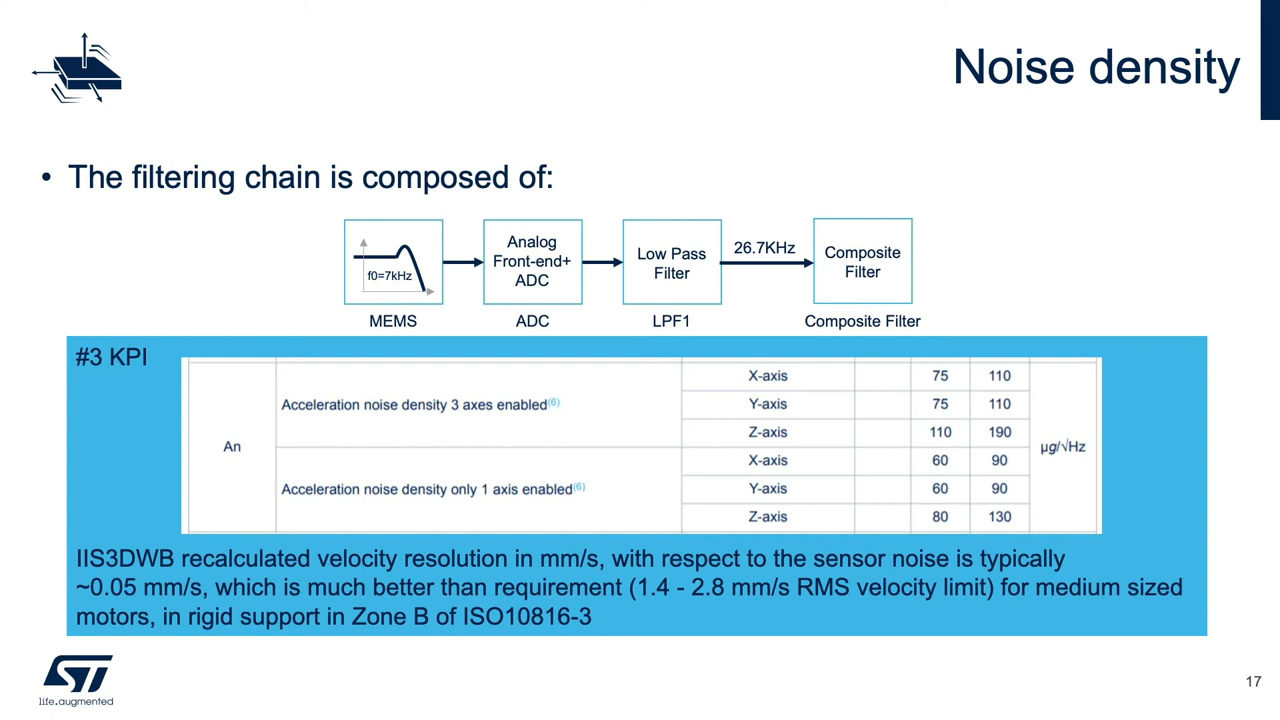 Noise density
• The filtering chain is composed of:
f0=7kHz
Analog
Front-end+
ADC
Low Pass
Filter
26.7KHz
Composite
Filter
MEMS
ADC
LPF1
Composite Filter
#3 KPI
An
Acceleration noise density 3 axes enabled(6)
X-axis 75 110
Y-axis 75 110
Z-axis 110 190
µg/√Hz
Acceleration noise density only 1 axis enabled(6)
X-axis 60 90
Y-axis 60 90
Z-axis 80 130
IIS3DWB recalculated velocity resolution in mm/s, with respect to the sensor noise is typically
~0.05 mm/s, which is much better than requirement (1.4 - 2.8 mm/s RMS velocity limit) for medium sized
motors, in rigid support in Zone B of ISO10816-3
ST
life.augmented
17